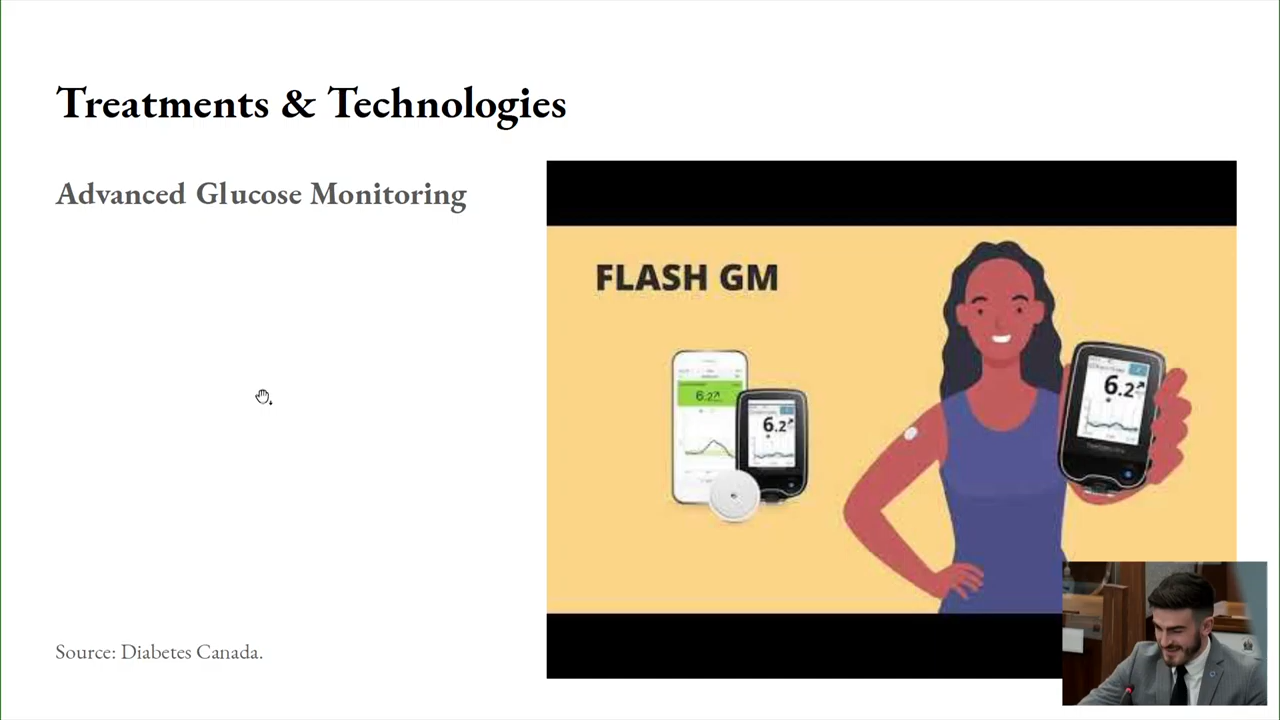 Treatments & Technologies
Advanced Glucose Monitoring
FLASH GM
6.2
6.2
6.2
Source: Diabetes Canada.